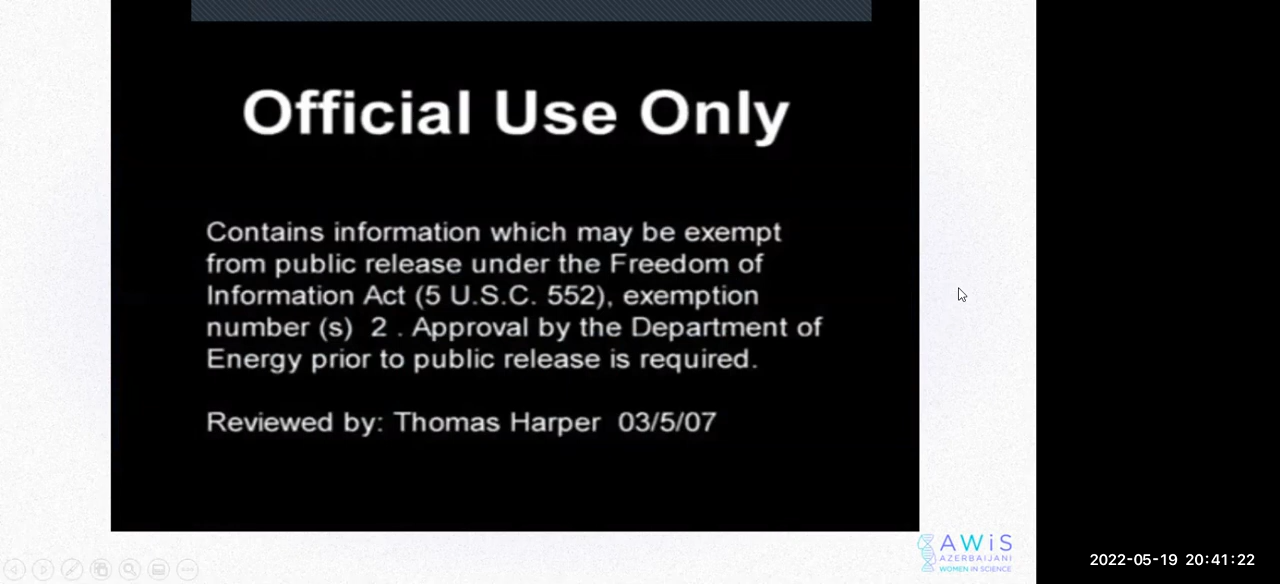 Official Use Only
Contains information which may be exempt
from public release under the Freedom of
Information Act (5 U.S.C. 552), exemption
number (s)  2 . Approval by the Department of
Energy prior to public release is required.
Reviewed by: Thomas Harper  03/5/07
AWiS
AZERBAIJANI
WOMEN IN SCIENCE
2022-05-19 20:41:22